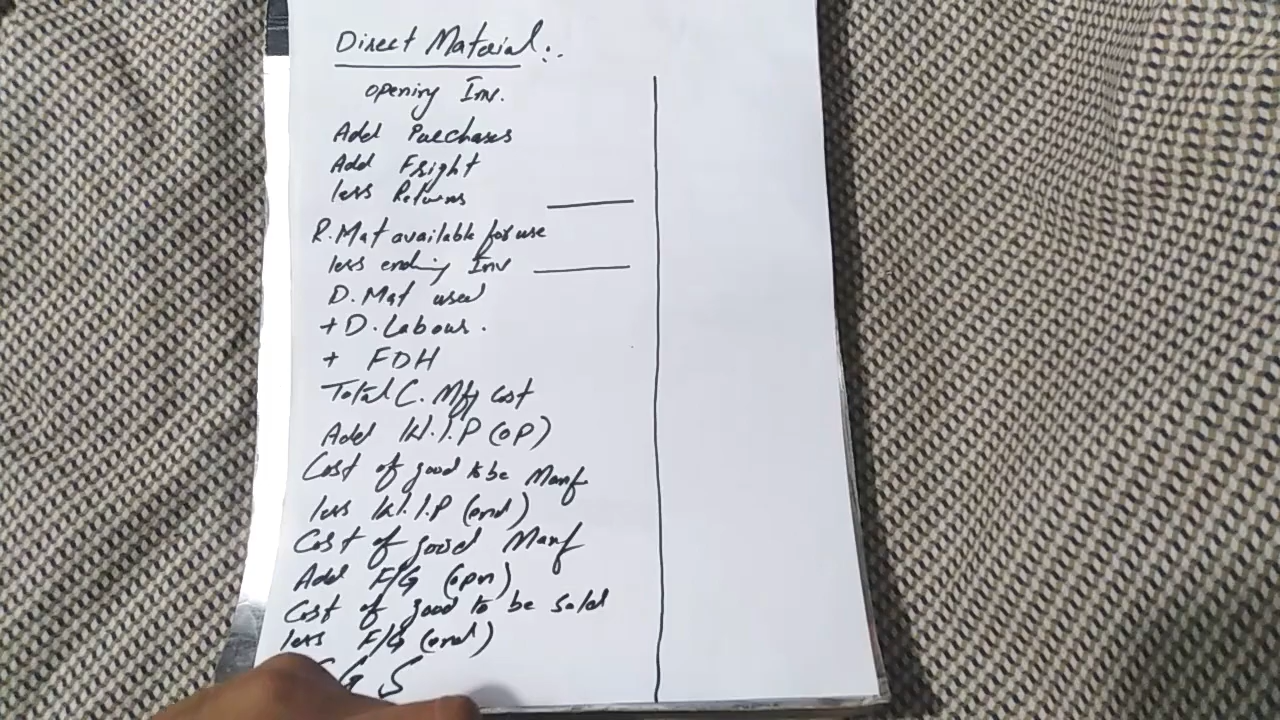 Direct Material:.
opening Inv.
Add Purchases
Add Fright
less Returns
R.Mat available for use
less ending Inv
D. Mat used
+ D. Labour.
+ FOH
Total C. Mfg Cost
Add W.I.P (op)
Cost of good to be Manf
less W.I.P (end)
Cost of good Manf
Add F/G (opn)
Cost of good to be Sold
less F/G (end)
G S